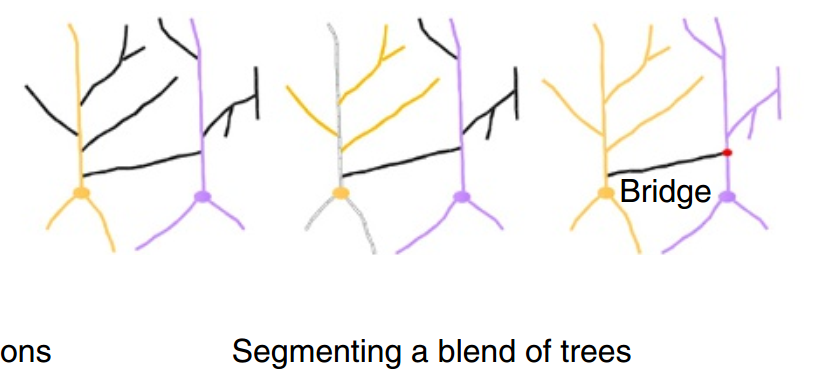 Bridge
ons
Segmenting a blend of trees